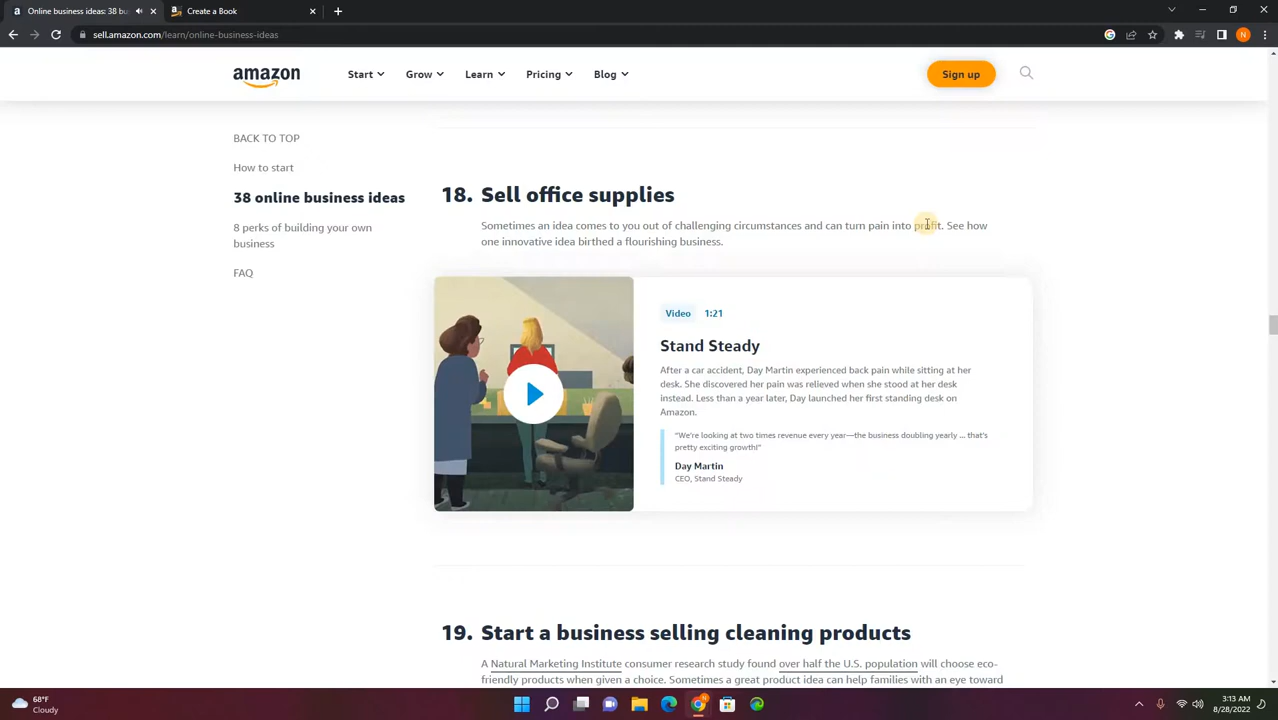 Online business ideas: 38 bu
Create a Book
sell.amazon.com/learn/online-business-ideas
N
amazon
Start
Grow
Learn
Pricing
Blog
Sign up
BACK TO TOP
How to start
38 online business ideas
8 perks of building your own
business
FAQ
18. Sell office supplies
Sometimes an idea comes to you out of challenging circumstances and can turn pain into profit. See how
one innovative idea birthed a flourishing business.
Video 1:21
Stand Steady
After a car accident, Day Martin experienced back pain while sitting at her
desk. She discovered her pain was relieved when she stood at her desk
instead. Less than a year later, Day launched her first standing desk on
Amazon.
“We’re looking at two times revenue every year—the business doubling yearly ... that’s
pretty exciting growth!”
Day Martin
CEO, Stand Steady
19. Start a business selling cleaning products
A Natural Marketing Institute consumer research study found over half the U.S. population will choose eco-
friendly products when given a choice. Sometimes a great product idea can help families with an eye toward
68°F
Cloudy
3:13 AM
8/28/2022